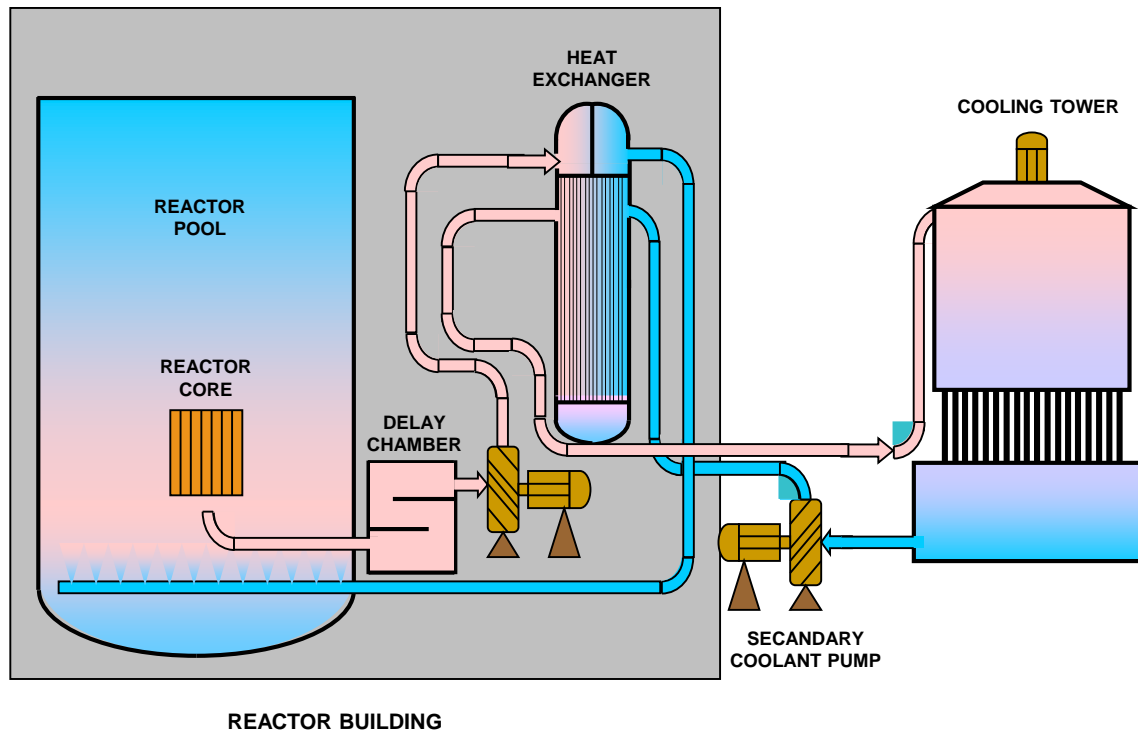 HEAT
EXCHANGER
COOLING TOWER
REACTOR
POOL
REACTOR
CORE
DELAY
CHAMBER
SECANDARY
COOLANT PUMP
REACTOR BUILDING